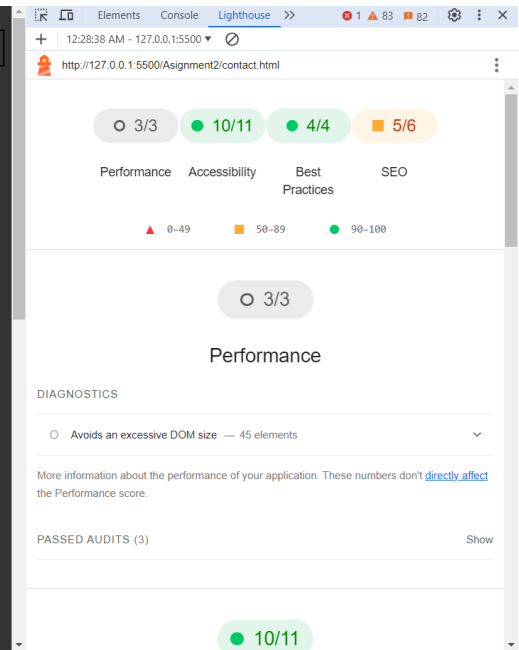 Elements Console Lighthouse 1 83 82
12:28:38 AM - 127.0.0.1:5500
http://127.0.0.1:5500/Asignment2/contact.html
3/3 10/11 4/4 5/6
Performance Accessibility Best Practices SEO
0–49 50–89 90–100
3/3
Performance
DIAGNOSTICS
Avoids an excessive DOM size — 45 elements
More information about the performance of your application. These numbers don't directly affect
the Performance score.
PASSED AUDITS (3) Show
10/11